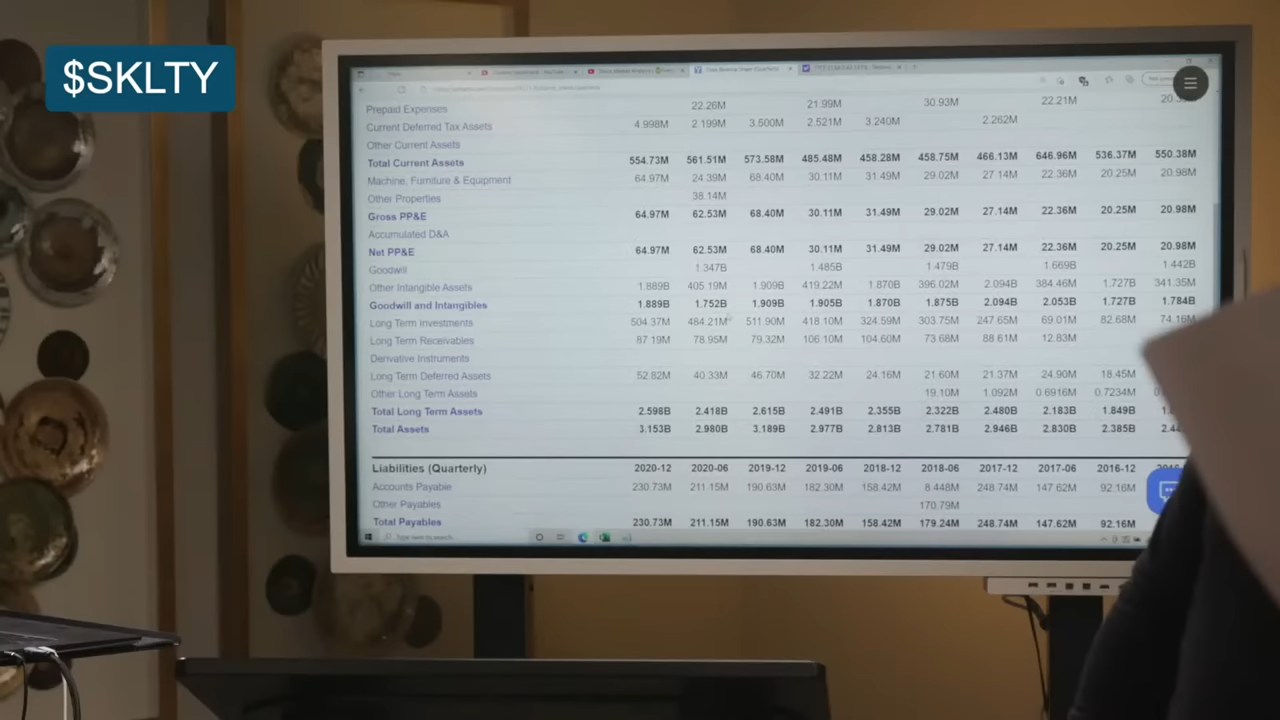 $SKLTY
Prepaid Expenses 22.26M 21.99M 30.93M 22.21M
Current Deferred Tax Assets 4.998M 2.199M 3.500M 2.521M 3.240M 2.262M
Other Current Assets
Total Current Assets 554.73M 561.51M 573.58M 485.48M 458.28M 458.75M 466.13M 646.96M 536.37M 550.38M
Machine, Furniture & Equipment 64.97M 24.39M 68.40M 30.11M 31.49M 29.02M 27.14M 22.36M 20.25M 20.98M
Other Properties 38.14M
Gross PP&E 64.97M 62.53M 68.40M 30.11M 31.49M 29.02M 27.14M 22.36M 20.25M 20.98M
Accumulated D&A
Net PP&E 64.97M 62.53M 68.40M 30.11M 31.49M 29.02M 27.14M 22.36M 20.25M 20.98M
Goodwill 1.347B 1.485B 1.479B 1.669B 1.442B
Other Intangible Assets 1.889B 405.19M 1.909B 419.22M 1.870B 396.02M 2.094B 384.46M 1.727B 341.35M
Goodwill and Intangibles 1.889B 1.752B 1.909B 1.905B 1.870B 1.875B 2.094B 2.053B 1.727B 1.784B
Long Term Investments 504.37M 484.21M 511.90M 418.10M 324.59M 303.75M 247.65M 69.01M 82.68M 74.16M
Long Term Receivables 87.19M 78.95M 79.32M 106.10M 104.60M 73.68M 88.61M 12.83M
Derivative Instruments
Long Term Deferred Assets 52.82M 40.33M 46.70M 32.22M 24.16M 21.60M 21.37M 24.90M 18.45M
Other Long Term Assets 19.10M 1.092M 0.6916M 0.7234M
Total Long Term Assets 2.598B 2.418B 2.615B 2.491B 2.355B 2.322B 2.480B 2.183B 1.849B
Total Assets 3.153B 2.980B 3.189B 2.977B 2.813B 2.781B 2.946B 2.830B 2.385B
Liabilities (Quarterly) 2020-12 2020-06 2019-12 2019-06 2018-12 2018-06 2017-12 2017-06 2016-12
Accounts Payable 230.73M 211.15M 190.63M 182.30M 158.42M 8.448M 248.74M 147.62M 92.16M
Other Payables 170.79M
Total Payables 230.73M 211.15M 190.63M 182.30M 158.42M 179.24M 248.74M 147.62M 92.16M
Type here to search